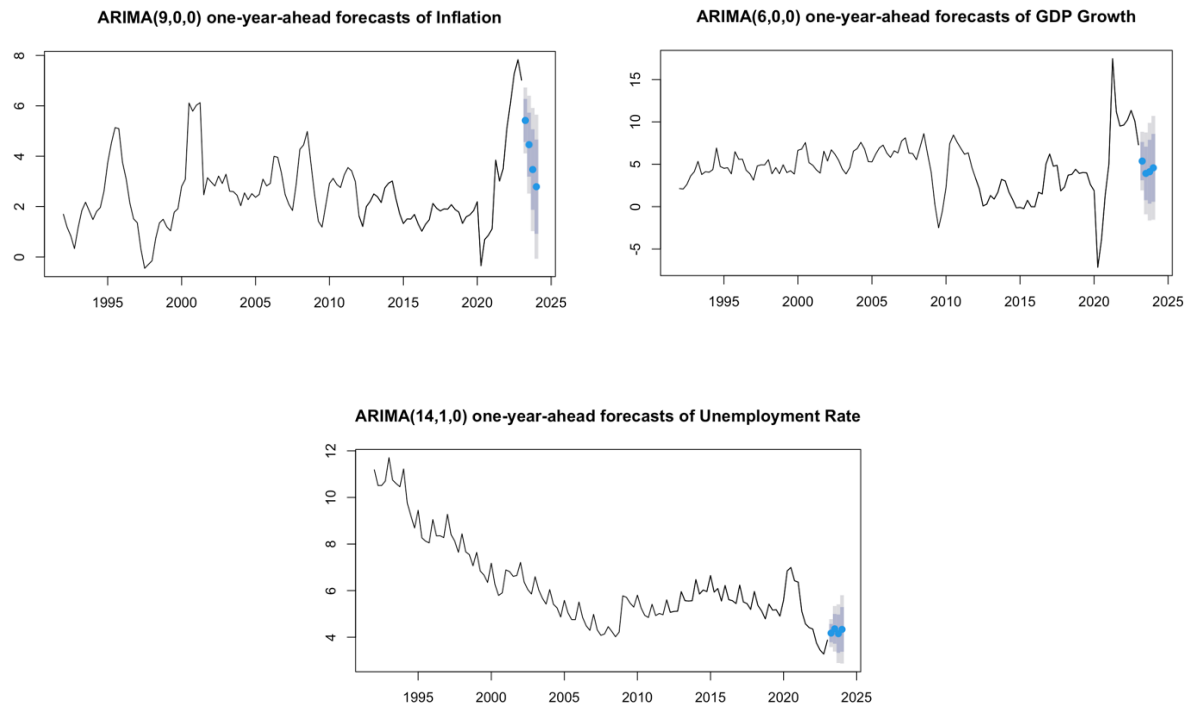 ARIMA(9,0,0) one-year-ahead forecasts of Inflation
8
6
4
2
0
1995 2000 2005 2010 2015 2020 2025
ARIMA(6,0,0) one-year-ahead forecasts of GDP Growth
15
10
5
0
-5
1995 2000 2005 2010 2015 2020 2025
ARIMA(14,1,0) one-year-ahead forecasts of Unemployment Rate
12
10
8
6
4
1995 2000 2005 2010 2015 2020 2025